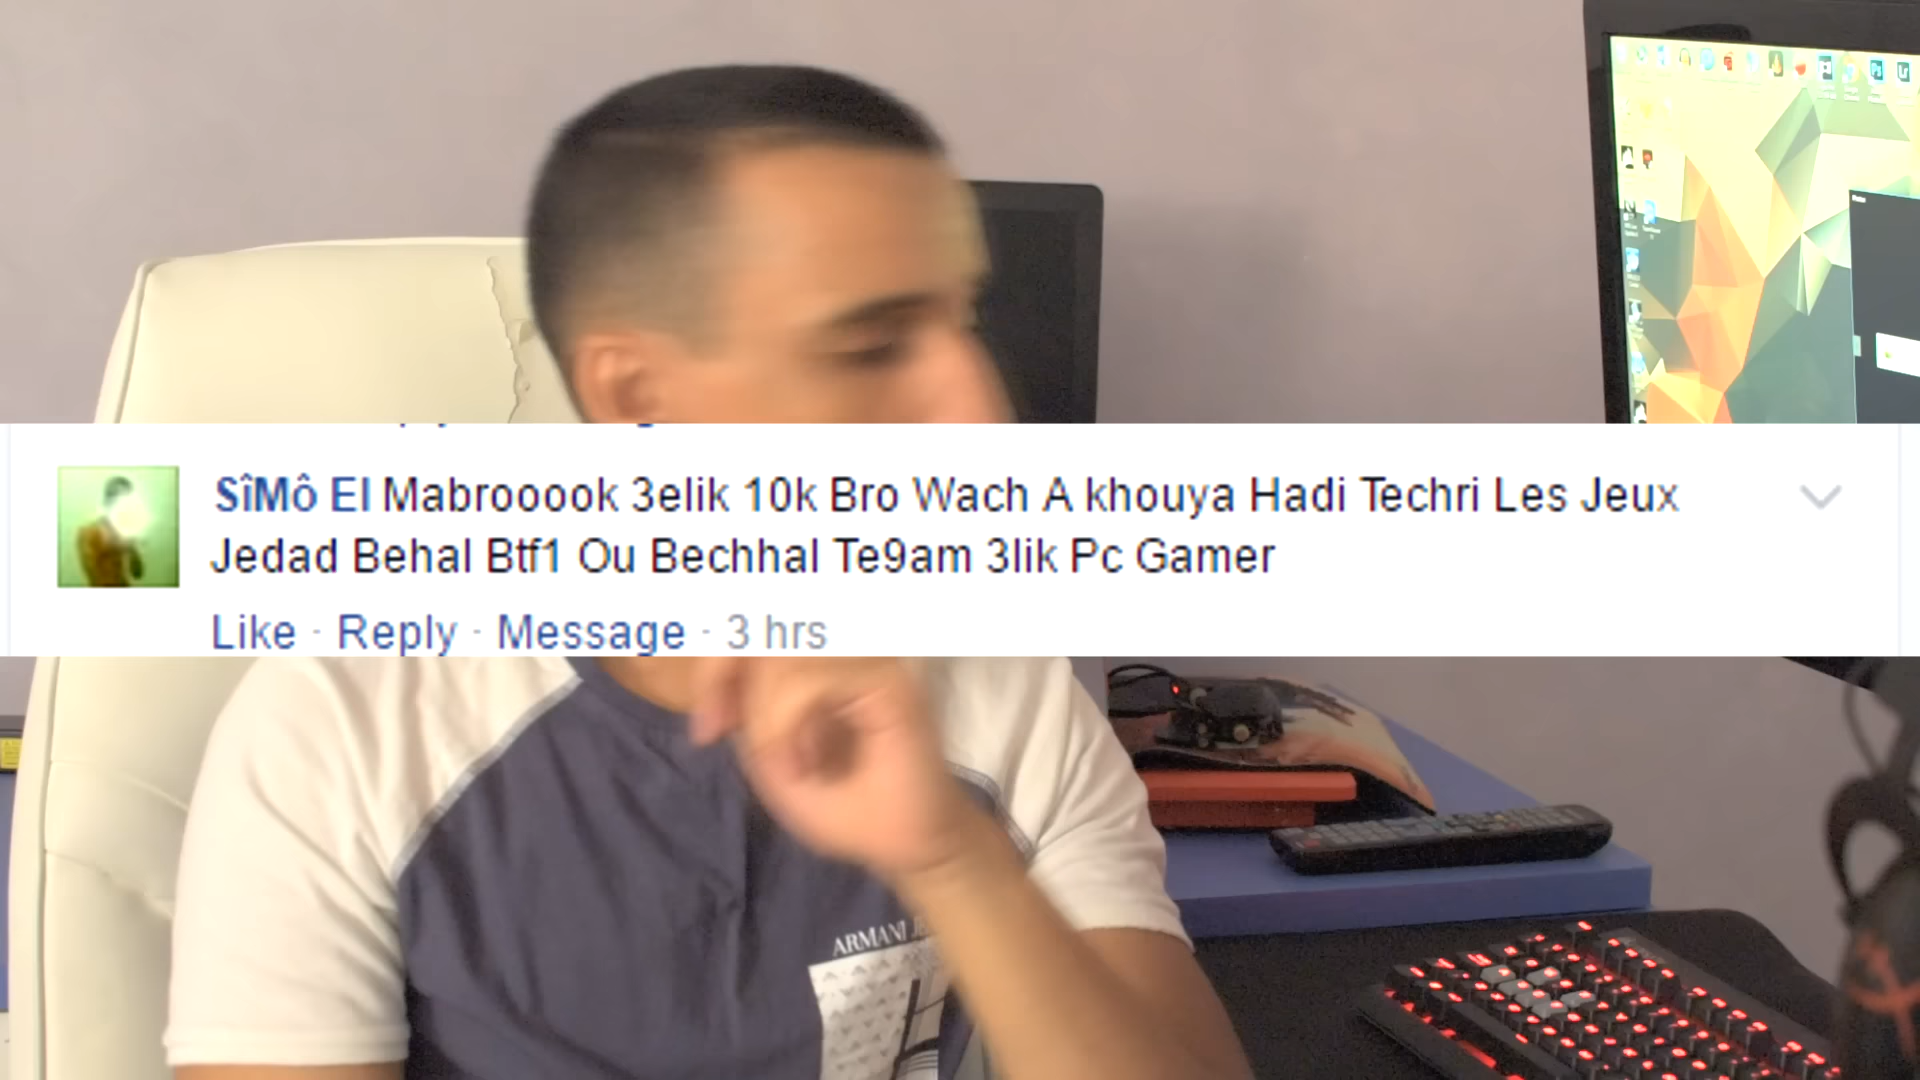 SîMô El Mabrooook 3elik 10k Bro Wach A khouya Hadi Techri Les Jeux
Jedad Behal Btf1 Ou Bechhal Te9am 3lik Pc Gamer
Like · Reply · Message · 3 hrs
ARMANI